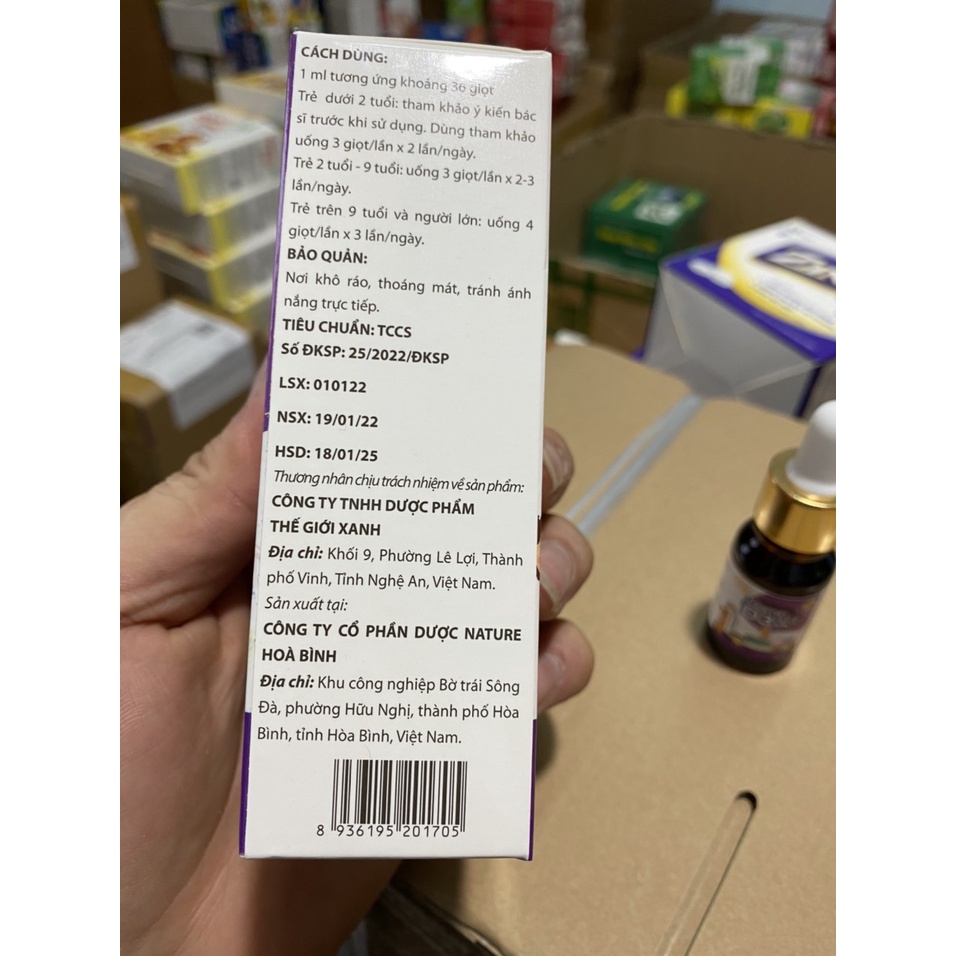 CÁCH DÙNG:
1 ml tương ứng khoảng 36 giọt
Trẻ dưới 2 tuổi: tham khảo ý kiến bác
sĩ trước khi sử dụng. Dùng tham khảo
uống 3 giọt/lần x 2 lần/ngày.
Trẻ 2 tuổi - 9 tuổi: uống 3 giọt/lần x 2-3
lần/ngày.
Trẻ trên 9 tuổi và người lớn: uống 4
giọt/lần x 3 lần/ngày.
BẢO QUẢN:
Nơi khô ráo, thoáng mát, tránh ánh
nắng trực tiếp.
TIÊU CHUẨN: TCCS
Số ĐKSP: 25/2022/ĐKSP
LSX: 010122
NSX: 19/01/22
HSD: 18/01/25
Thương nhân chịu trách nhiệm về sản phẩm:
CÔNG TY TNHH DƯỢC PHẨM
THẾ GIỚI XANH
Địa chỉ: Khối 9, Phường Lê Lợi, Thành
phố Vinh, Tỉnh Nghệ An, Việt Nam.
Sản xuất tại:
CÔNG TY CỔ PHẦN DƯỢC NATURE
HOÀ BÌNH
Địa chỉ: Khu công nghiệp Bờ trái Sông
Đà, phường Hữu Nghị, thành phố Hòa
Bình, tỉnh Hòa Bình, Việt Nam.
8 936195 201705